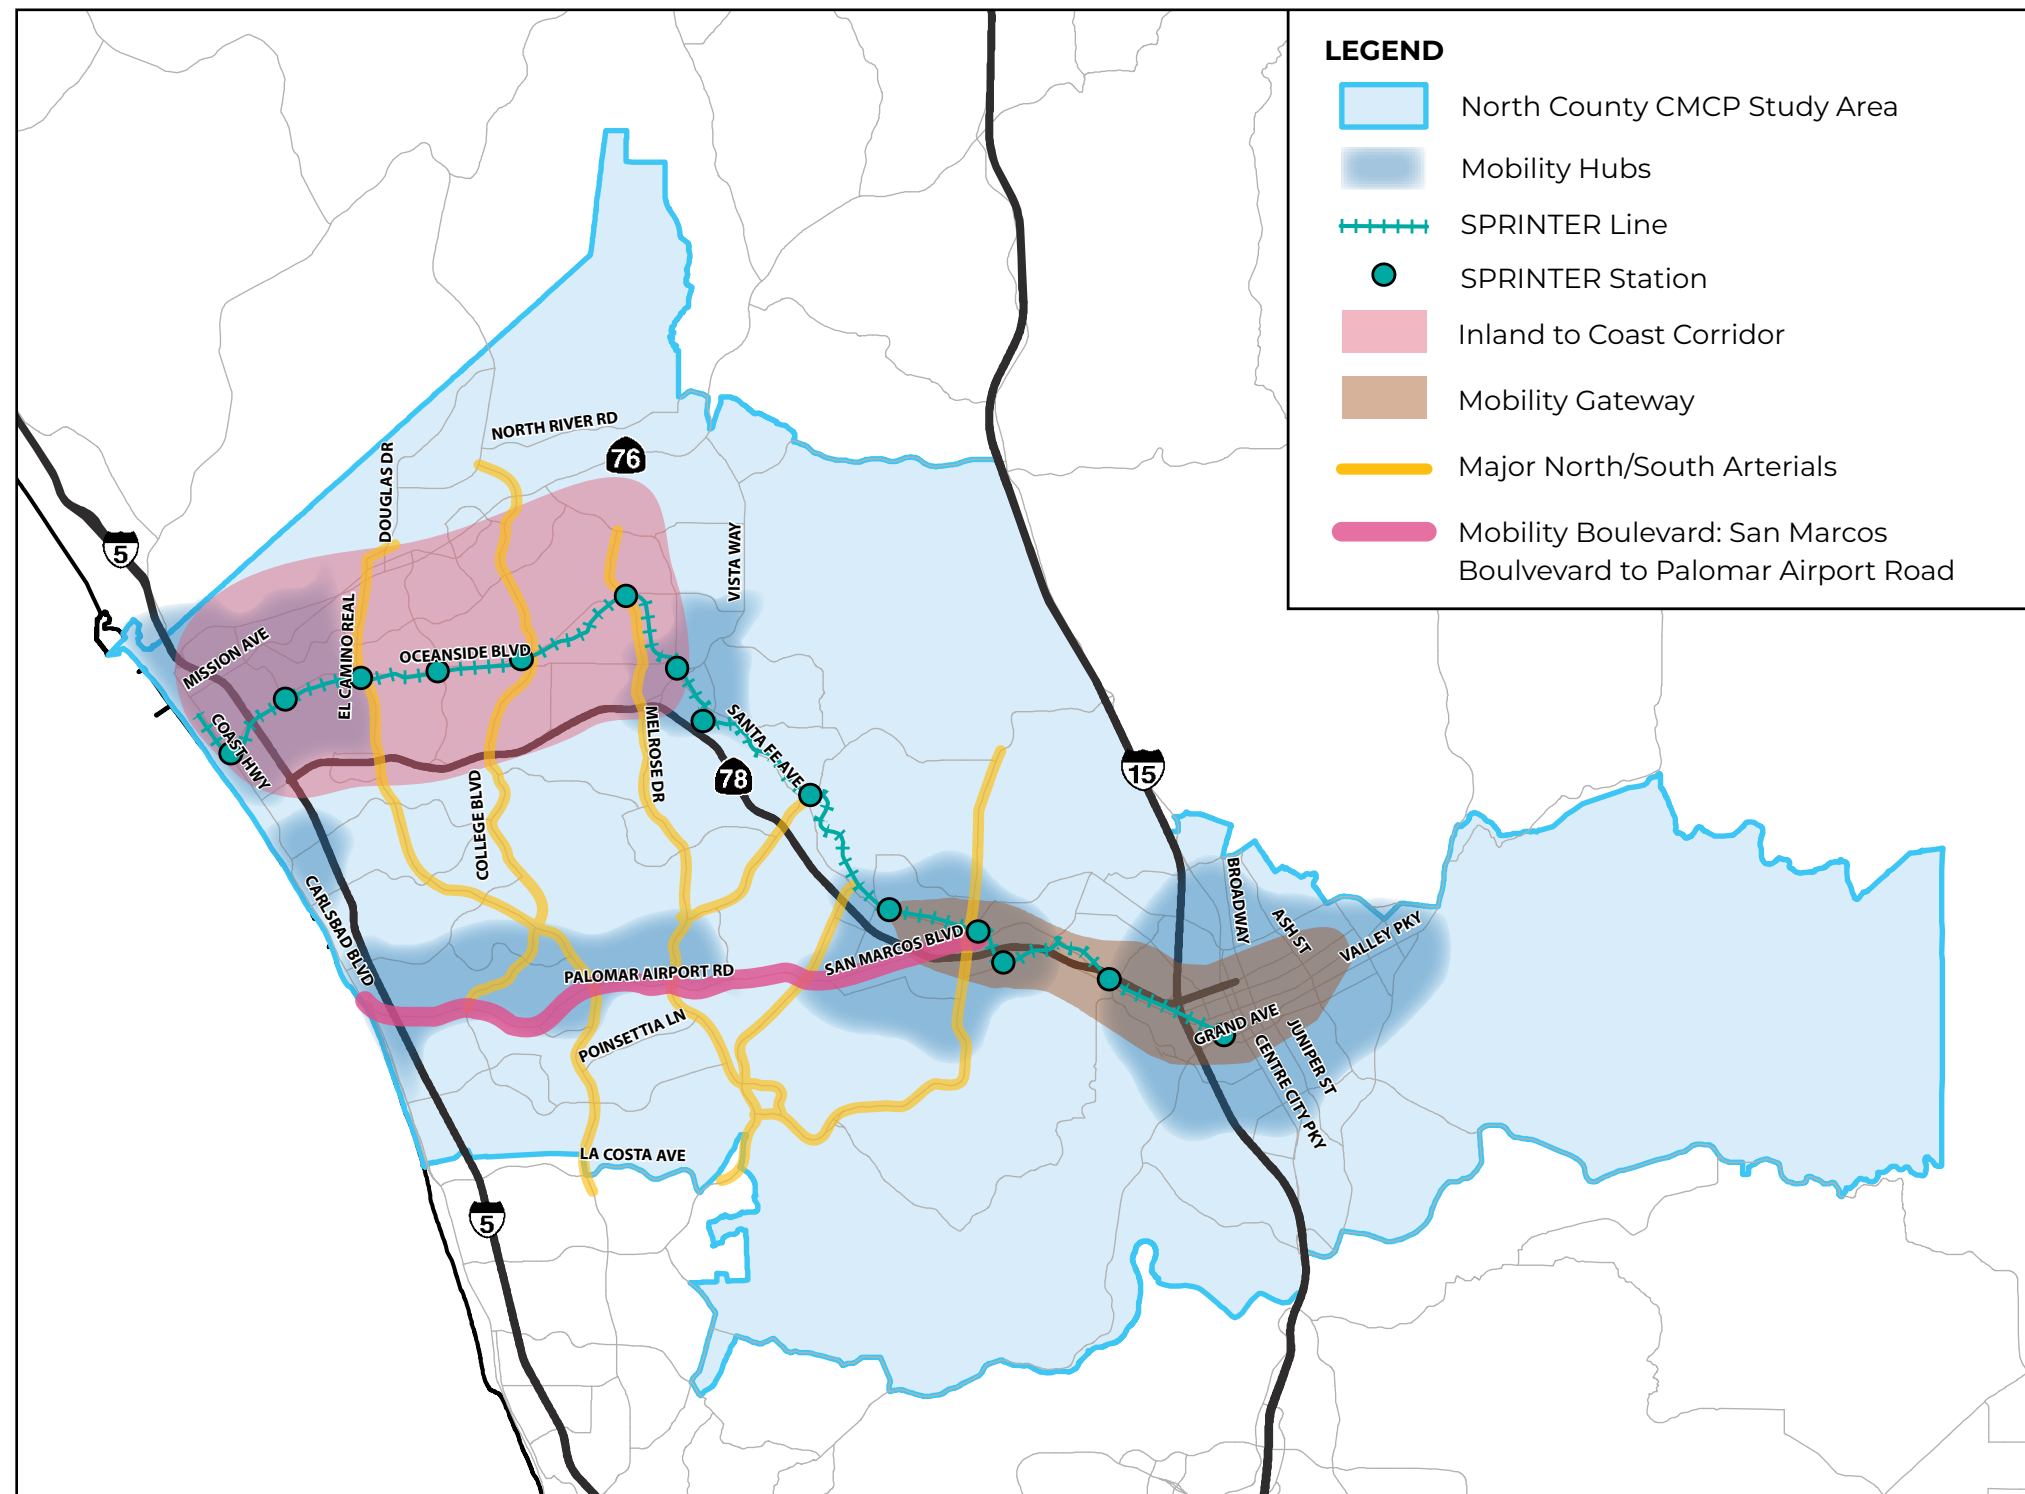 LEGEND
North County CMCP Study Area
Mobility Hubs
SPRINTER Line
SPRINTER Station
Inland to Coast Corridor
Mobility Gateway
Major North/South Arterials
Mobility Boulevard: San Marcos
Boulvevard to Palomar Airport Road
NORTH RIVER RD
76
DOUGLAS DR
5
VISTA WAY
MISSION AVE
EL CAMINO REAL
OCEANSIDE BLVD
COAST HWY
MELROSE DR
SANTA FE AVE
78
15
COLLEGE BLVD
CARLSBAD BLVD
BROADWAY
ASH ST
VALLEY PKY
SAN MARCOS BLVD
PALOMAR AIRPORT RD
POINSETTIA LN
GRAND AVE
JUNIPER ST
CENTRE CITY PKY
LA COSTA AVE
5